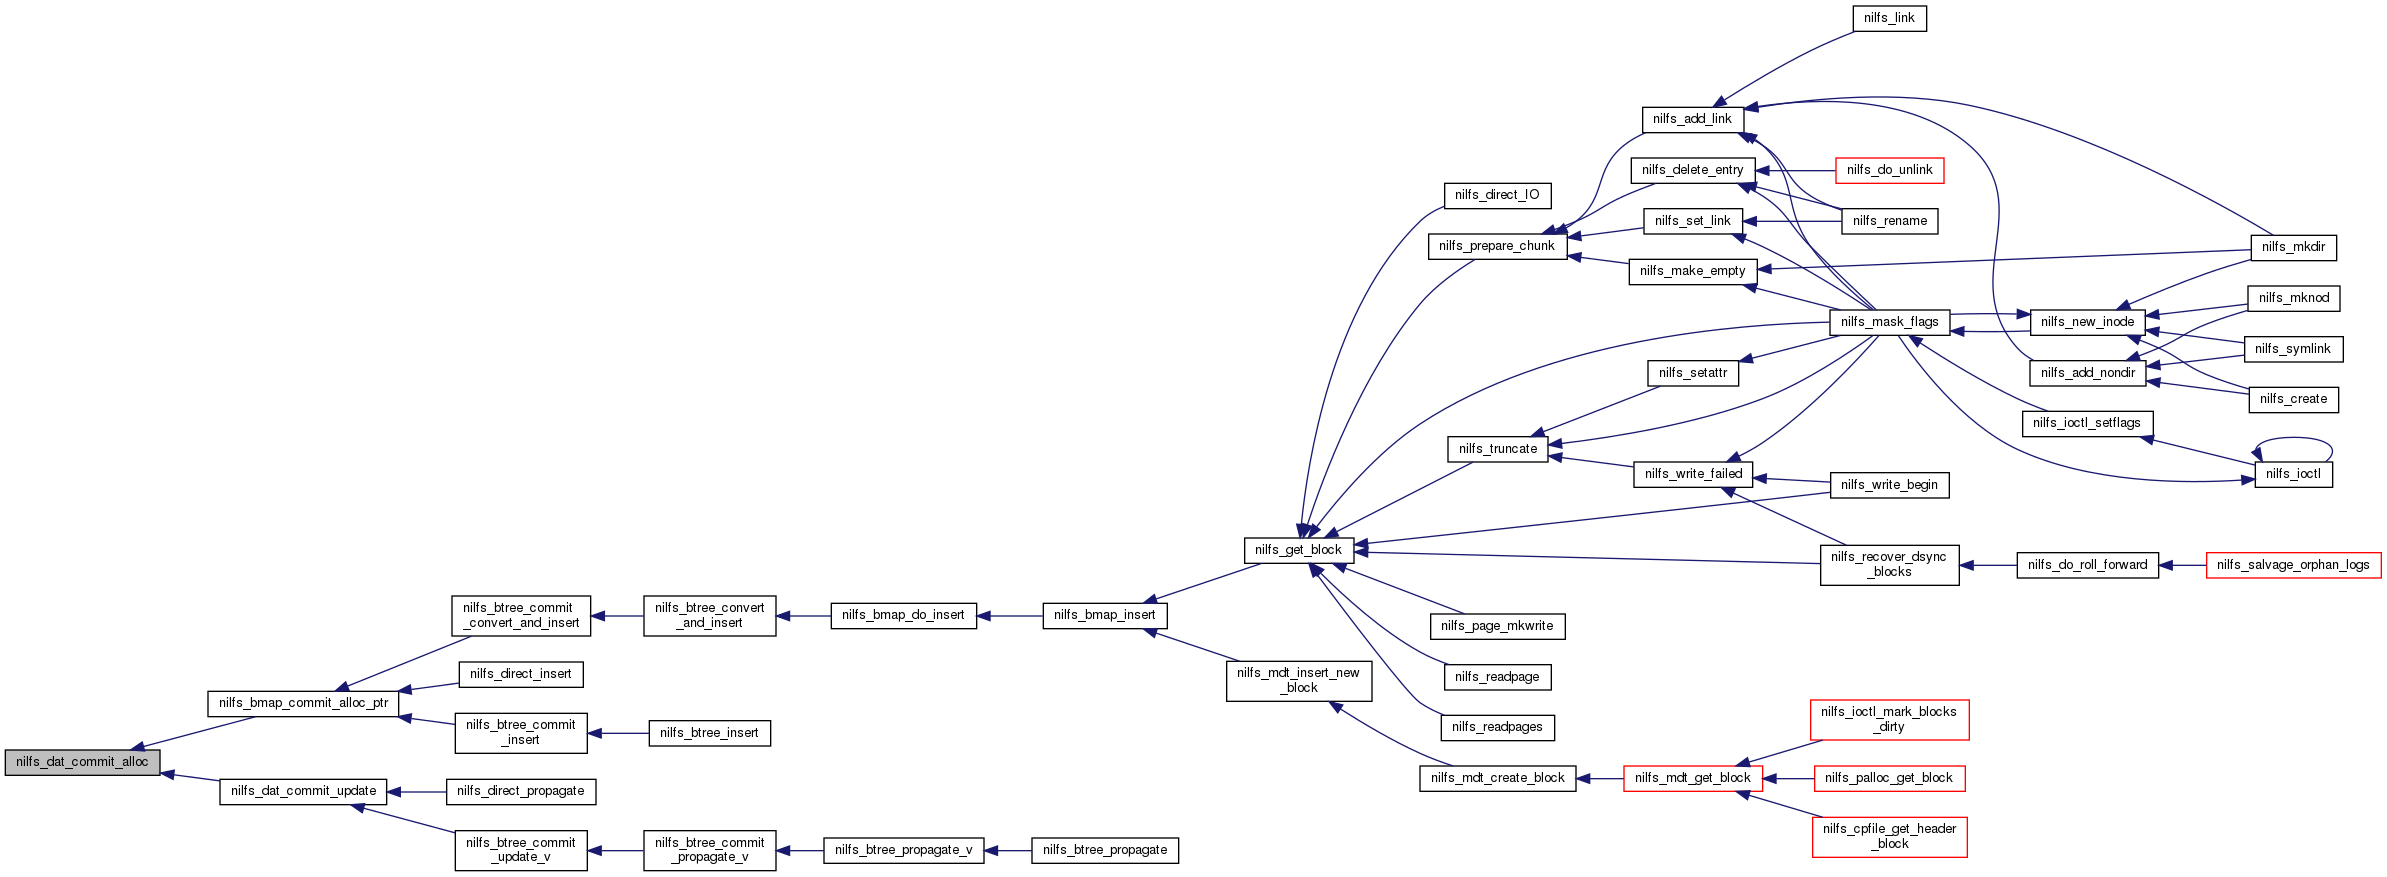 nilfs_link
nilfs_add_link
nilfs_delete_entry
nilfs_do_unlink
nilfs_direct_IO
nilfs_set_link
nilfs_rename
nilfs_prepare_chunk
nilfs_mkdir
nilfs_make_empty
nilfs_mknod
nilfs_mask_flags
nilfs_new_inode
nilfs_symlink
nilfs_setattr
nilfs_add_nondir
nilfs_create
nilfs_ioctl_setflags
nilfs_truncate
nilfs_write_failed
nilfs_ioctl
nilfs_write_begin
nilfs_get_block
nilfs_recover_dsync
_blocks
nilfs_do_roll_forward
nilfs_salvage_orphan_logs
nilfs_btree_commit
_convert_and_insert
nilfs_btree_convert
_and_insert
nilfs_bmap_do_insert
nilfs_bmap_insert
nilfs_page_mkwrite
nilfs_direct_insert
nilfs_mdt_insert_new
_block
nilfs_readpage
nilfs_bmap_commit_alloc_ptr
nilfs_btree_commit
_insert
nilfs_btree_insert
nilfs_readpages
nilfs_ioctl_mark_blocks
_dirty
nilfs_dat_commit_alloc
nilfs_mdt_create_block
nilfs_mdt_get_block
nilfs_palloc_get_block
nilfs_dat_commit_update
nilfs_direct_propagate
nilfs_cpfile_get_header
_block
nilfs_btree_commit
_update_v
nilfs_btree_commit
_propagate_v
nilfs_btree_propagate_v
nilfs_btree_propagate